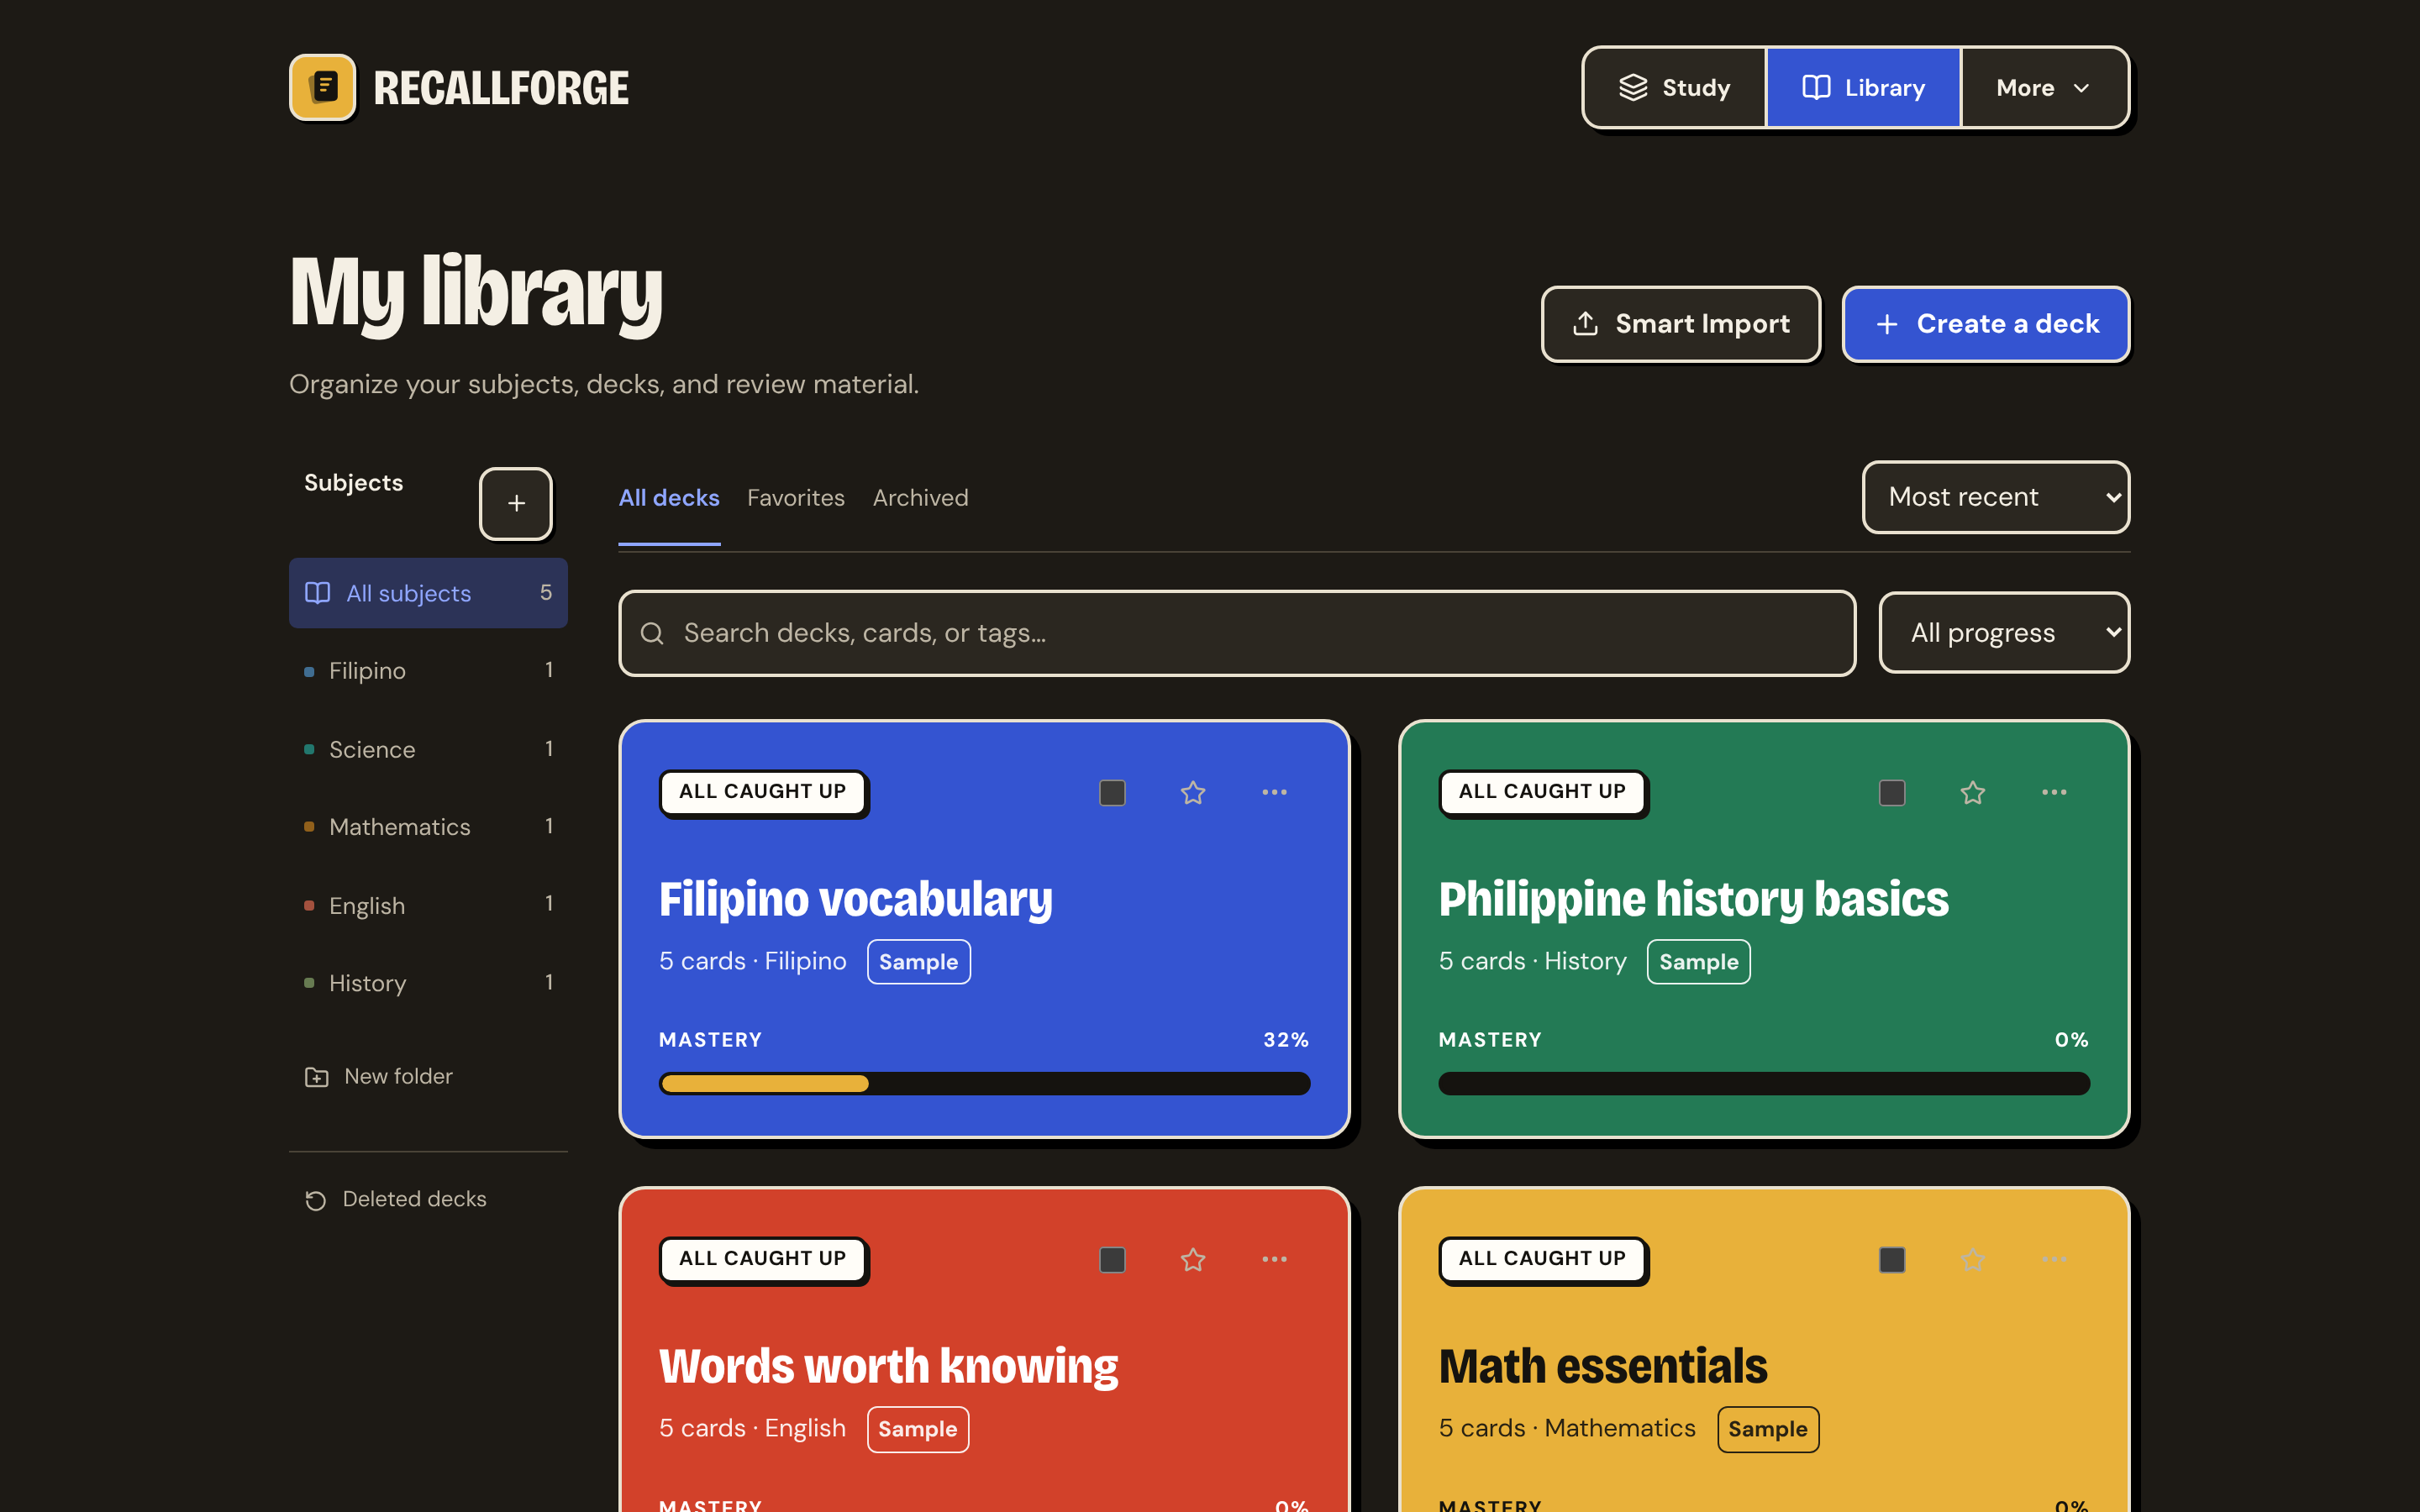 RECALLFORGE
Study
Library
More
My library
Organize your subjects, decks, and review material.
Smart Import
Create a deck
Subjects
All subjects 5
Filipino 1
Science 1
Mathematics 1
English 1
History 1
New folder
Deleted decks
All decks Favorites Archived
Most recent
Search decks, cards, or tags...
All progress
ALL CAUGHT UP
Filipino vocabulary
5 cards · Filipino Sample
MASTERY 32%
ALL CAUGHT UP
Philippine history basics
5 cards · History Sample
MASTERY 0%
ALL CAUGHT UP
Words worth knowing
5 cards · English Sample
MASTERY 0%
ALL CAUGHT UP
Math essentials
5 cards · Mathematics Sample
MASTERY 0%